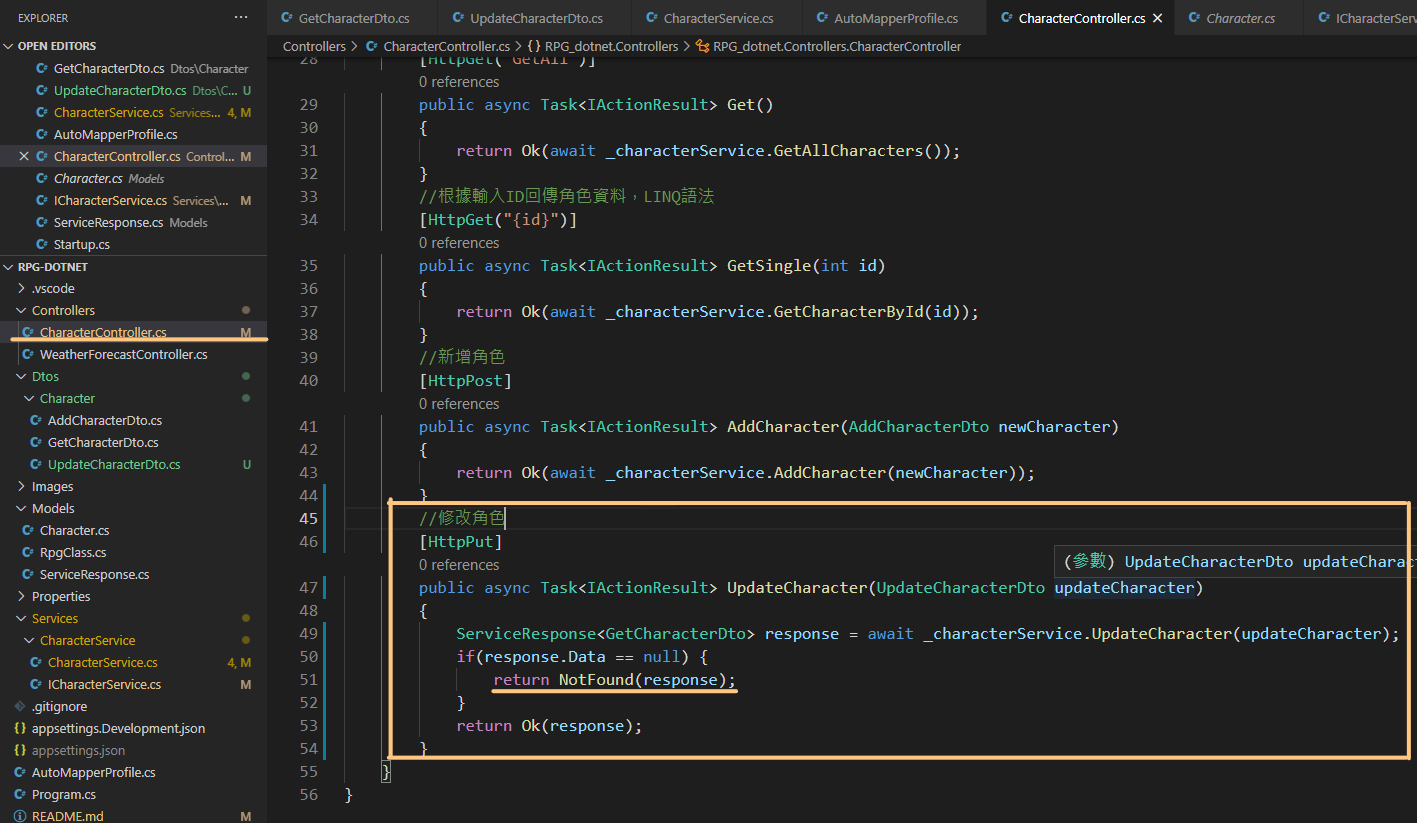 EXPLORER ...
OPEN EDITORS
GetCharacterDto.cs Dtos\Character
UpdateCharacterDto.cs Dtos\C... U
CharacterService.cs Services... 4, M
AutoMapperProfile.cs
CharacterController.cs Control... M
Character.cs Models
ICharacterService.cs Services\... M
ServiceResponse.cs Models
Startup.cs
RPG-DOTNET
.vscode
Controllers
CharacterController.cs M
WeatherForecastController.cs
Dtos
Character
AddCharacterDto.cs
GetCharacterDto.cs
UpdateCharacterDto.cs U
Images
Models
Character.cs
RpgClass.cs
ServiceResponse.cs
Properties
Services
CharacterService
CharacterService.cs 4, M
ICharacterService.cs M
.gitignore
{} appsettings.Development.json
{} appsettings.json
AutoMapperProfile.cs
Program.cs
README.md M
GetCharacterDto.cs UpdateCharacterDto.cs CharacterService.cs AutoMapperProfile.cs CharacterController.cs Character.cs ICharacterServ
Controllers > CharacterController.cs > {} RPG_dotnet.Controllers > RPG_dotnet.Controllers.CharacterController
28 [HttpGet("GetAll")]
0 references
29 public async Task<IActionResult> Get()
30 {
31 return Ok(await _characterService.GetAllCharacters());
32 }
33 //根據輸入ID回傳角色資料，LINQ語法
34 [HttpGet("{id}")]
0 references
35 public async Task<IActionResult> GetSingle(int id)
36 {
37 return Ok(await _characterService.GetCharacterById(id));
38 }
39 //新增角色
40 [HttpPost]
0 references
41 public async Task<IActionResult> AddCharacter(AddCharacterDto newCharacter)
42 {
43 return Ok(await _characterService.AddCharacter(newCharacter));
44 }
45 //修改角色
46 [HttpPut]
0 references
(參數) UpdateCharacterDto updateCharact
47 public async Task<IActionResult> UpdateCharacter(UpdateCharacterDto updateCharacter)
48 {
49 ServiceResponse<GetCharacterDto> response = await _characterService.UpdateCharacter(updateCharacter);
50 if(response.Data == null) {
51 return NotFound(response);
52 }
53 return Ok(response);
54 }
55 }
56 }